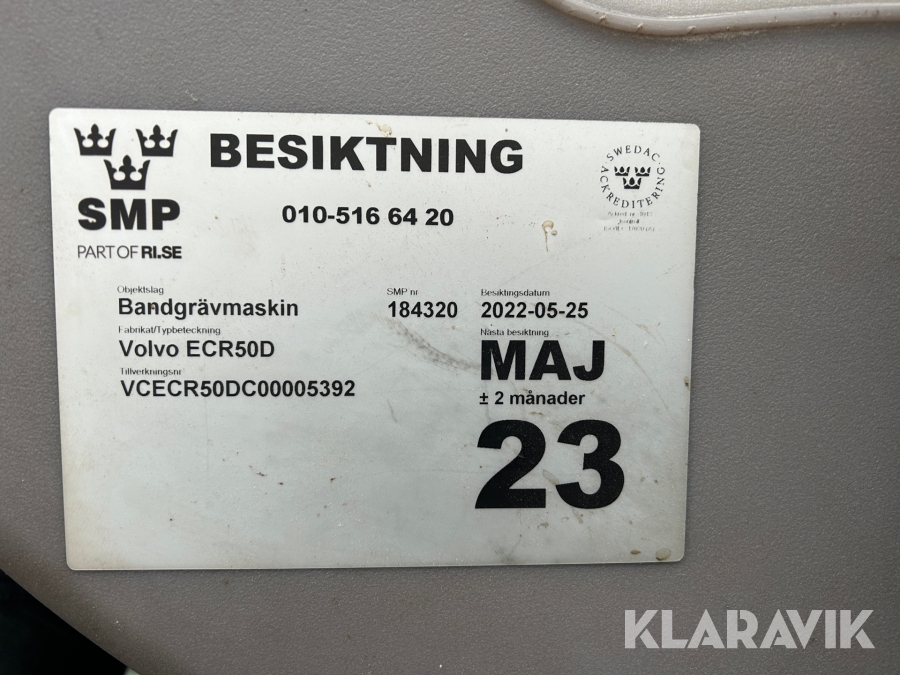 BESIKTNING
SMP
PART OF RI.SE
010-516 64 20
SWEDAC
ACKREDITERING
Objektslag
Bandgrävmaskin
SMP nr
184320
Besiktingsdatum
2022-05-25
Fabrikat/Typbeteckning
Volvo ECR50D
Nästa besiktning
MAJ
± 2 månader
23
Tillverkningsnr
VCECR50DC00005392
KLARAVIK